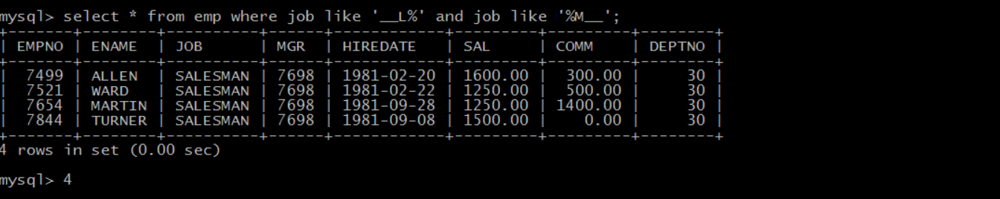 mysql> select * from emp where job like '__L%' and job like '%M__';
+-------+--------+----------+------+------------+---------+---------+--------+
| EMPNO | ENAME  | JOB      | MGR  | HIREDATE   | SAL     | COMM    | DEPTNO |
+-------+--------+----------+------+------------+---------+---------+--------+
|  7499 | ALLEN  | SALESMAN | 7698 | 1981-02-20 | 1600.00 |  300.00 |     30 |
|  7521 | WARD   | SALESMAN | 7698 | 1981-02-22 | 1250.00 |  500.00 |     30 |
|  7654 | MARTIN | SALESMAN | 7698 | 1981-09-28 | 1250.00 | 1400.00 |     30 |
|  7844 | TURNER | SALESMAN | 7698 | 1981-09-08 | 1500.00 |    0.00 |     30 |
+-------+--------+----------+------+------------+---------+---------+--------+
4 rows in set (0.00 sec)
mysql> 4